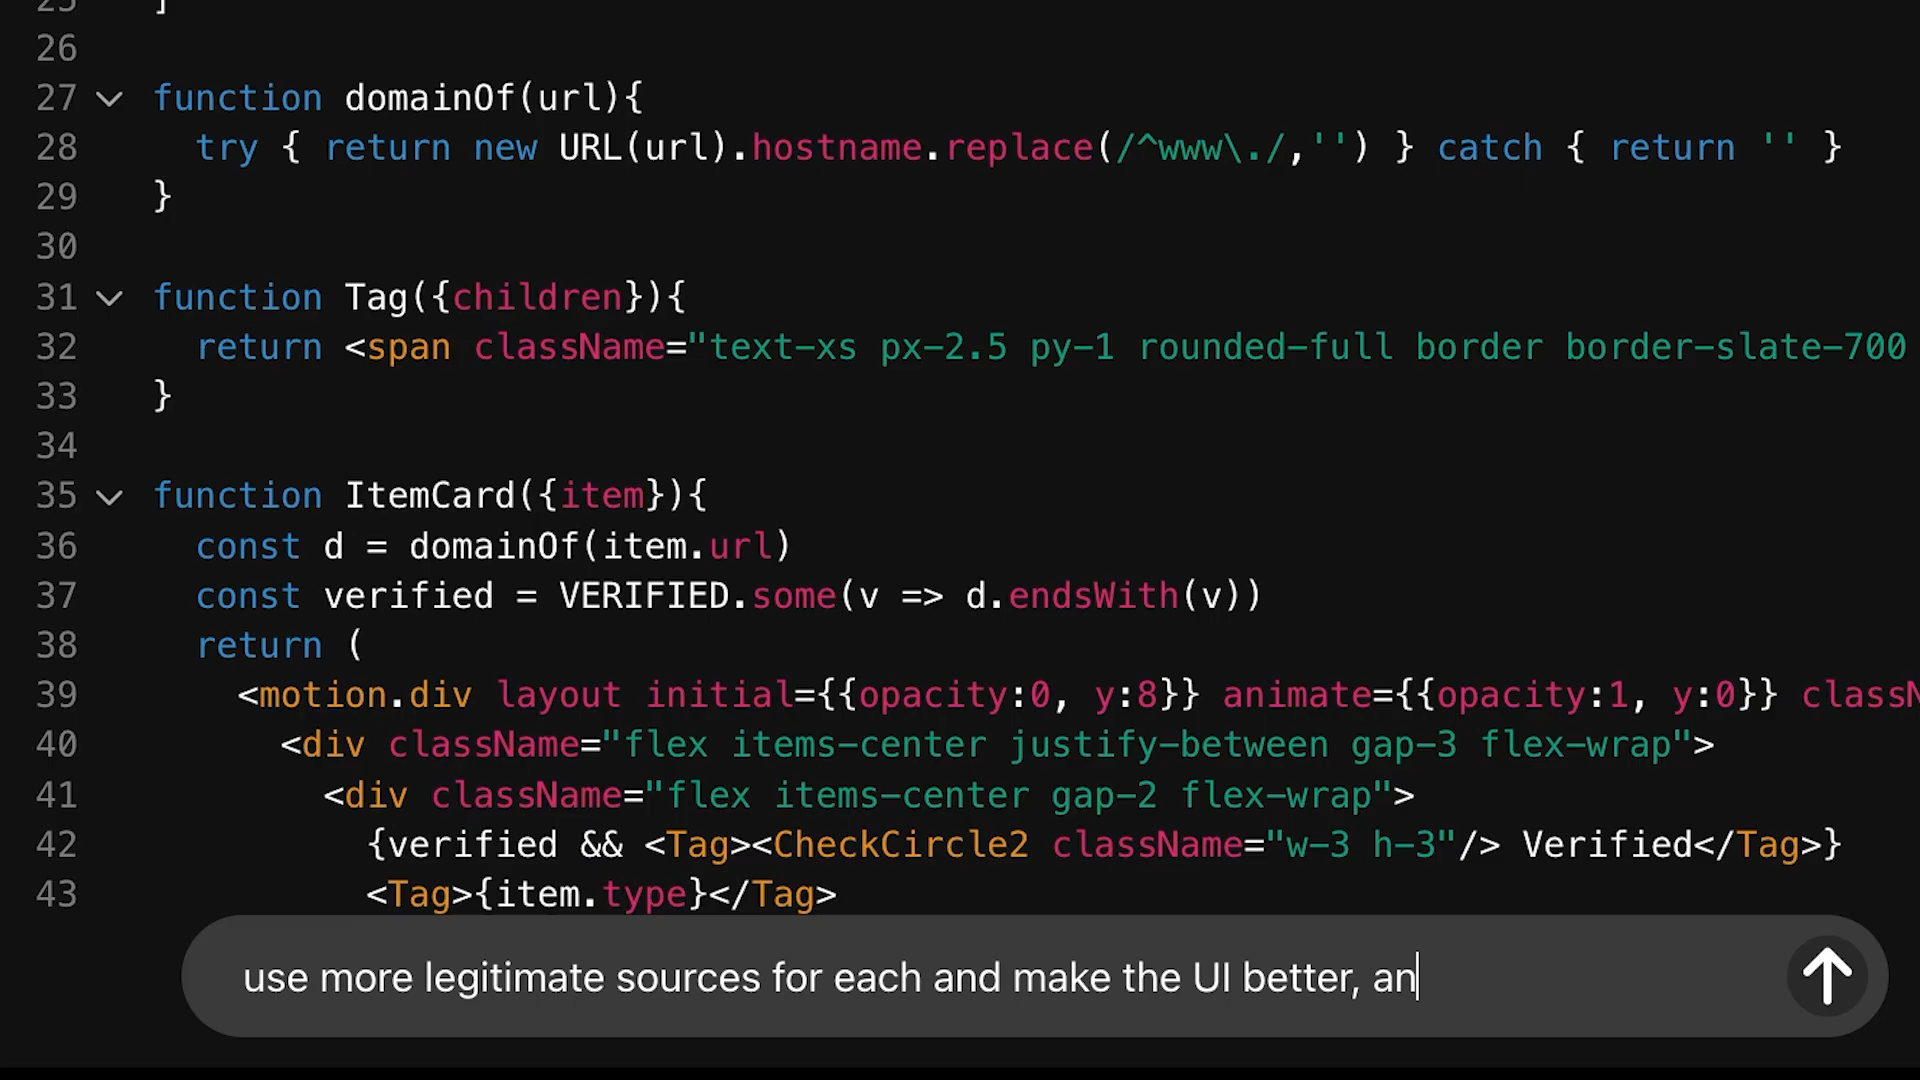 25 ]
26
27 function domainOf(url){
28 try { return new URL(url).hostname.replace(/^www\./,'') } catch { return '' }
29 }
30
31 function Tag({children}){
32 return <span className="text-xs px-2.5 py-1 rounded-full border border-slate-700
33 }
34
35 function ItemCard({item}){
36 const d = domainOf(item.url)
37 const verified = VERIFIED.some(v => d.endsWith(v))
38 return (
39 <motion.div layout initial={{opacity:0, y:8}} animate={{opacity:1, y:0}} classN
40 <div className="flex items-center justify-between gap-3 flex-wrap">
41 <div className="flex items-center gap-2 flex-wrap">
42 {verified && <Tag><CheckCircle2 className="w-3 h-3"/> Verified</Tag>}
43 <Tag>{item.type}</Tag>
use more legitimate sources for each and make the UI better, an